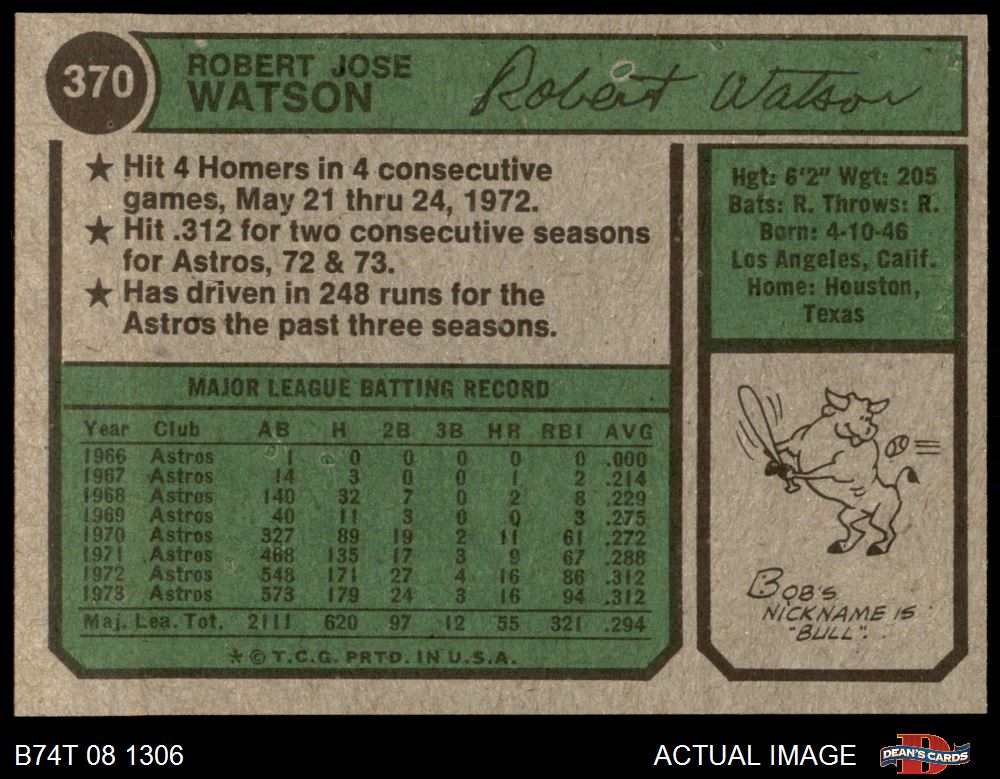 370
ROBERT JOSE
WATSON
Robert Watson
★ Hit 4 Homers in 4 consecutive
games, May 21 thru 24, 1972.
★ Hit .312 for two consecutive seasons
for Astros, 72 & 73.
★ Has driven in 248 runs for the
Astros the past three seasons.
Hgt: 6'2" Wgt: 205
Bats: R. Throws: R.
Born: 4-10-46
Los Angeles, Calif.
Home: Houston,
Texas
MAJOR LEAGUE BATTING RECORD
Year Club AB H 2B 3B HR RBI AVG
1966 Astros 1 0 0 0 0 0 .000
1967 Astros 14 3 0 0 1 2 .214
1968 Astros 140 32 7 0 2 8 .229
1969 Astros 40 11 3 0 0 3 .275
1970 Astros 327 89 19 2 11 61 .272
1971 Astros 468 135 17 3 9 67 .288
1972 Astros 548 171 27 4 16 86 .312
1973 Astros 573 179 24 3 16 94 .312
Maj. Lea. Tot. 2111 620 97 12 55 321 .294
* © T.C.G. PRTD. IN U.S.A.
BOB'S
NICKNAME IS
"BULL".
B74T 08 1306
ACTUAL IMAGE
D
DEAN'S CARDS